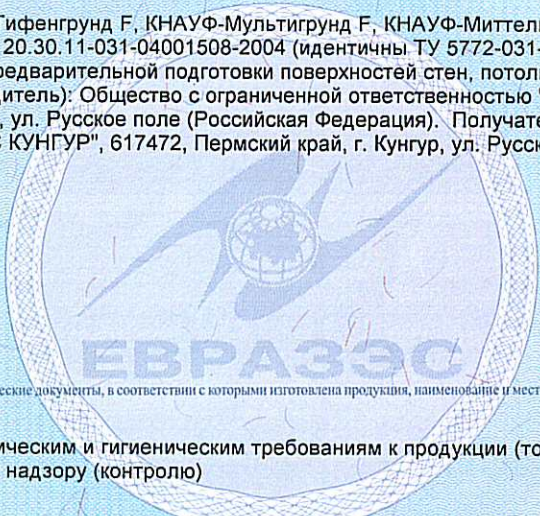 Тифенгрунд F, КНАУФ-Мультигрунд F, КНАУФ-Миттель
20.30.11-031-04001508-2004 (идентичны ТУ 5772-031-
редварительной подготовки поверхностей стен, потол
дитель): Общество с ограниченной ответственностью "
, ул. Русское поле (Российская Федерация). Получате
С КУНГУР", 617472, Пермский край, г. Кунгур, ул. Русск
ЕВРАЗЭС
еские документы, в соответствии с которыми изготовлена продукция, наименование и мест
ическим и гигиеническим требованиям к продукции (то
надзору (контролю)